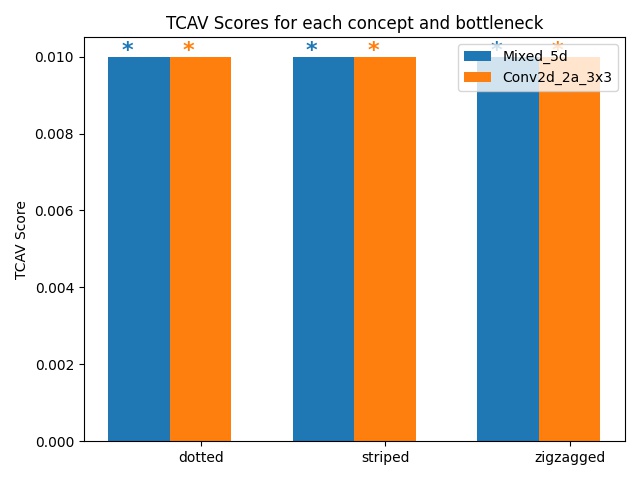 TCAV Scores for each concept and bottleneck
* * * * * *
Mixed_5d
Conv2d_2a_3x3
TCAV Score
0.010
0.008
0.006
0.004
0.002
0.000
dotted striped zigzagged